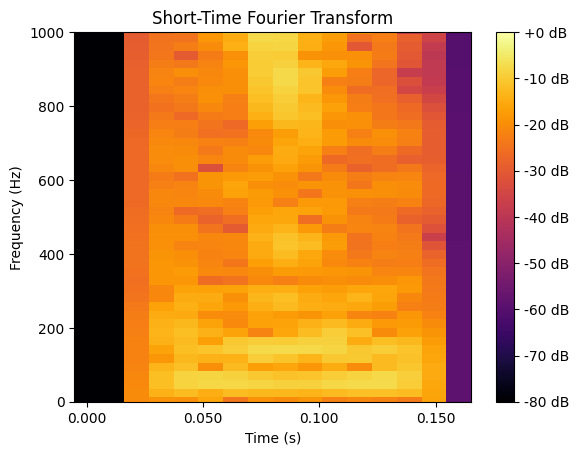 Short-Time Fourier Transform
1000
800
600
400
200
0
Frequency (Hz)
0.000
0.050
0.100
0.150
Time (s)
+0 dB
-10 dB
-20 dB
-30 dB
-40 dB
-50 dB
-60 dB
-70 dB
-80 dB